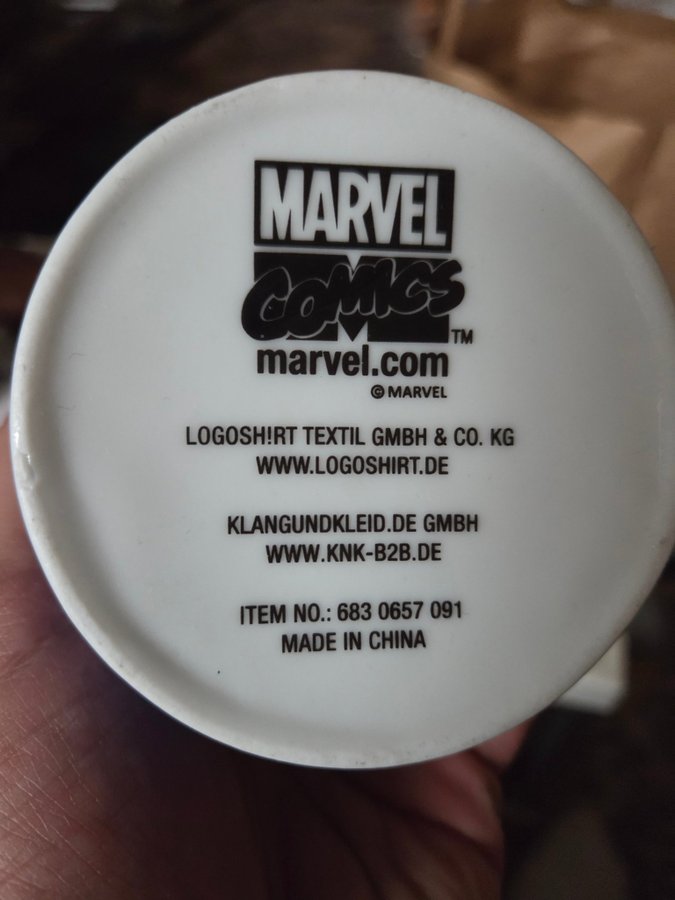 MARVEL
COMICS
TM
marvel.com
© MARVEL
LOGOSH!RT TEXTIL GMBH & CO. KG
WWW.LOGOSHIRT.DE
KLANGUNDKLEID.DE GMBH
WWW.KNK-B2B.DE
ITEM NO.: 683 0657 091
MADE IN CHINA